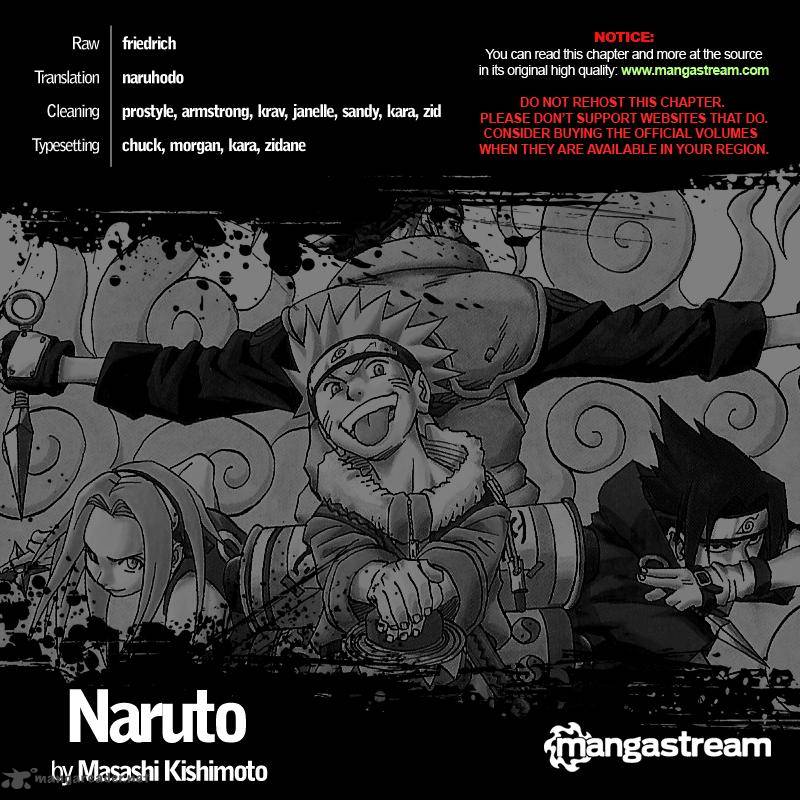 Raw friedrich
Translation naruhodo
Cleaning prostyle, armstrong, krav, janelle, sandy, kara, zid
Typesetting chuck, morgan, kara, zidane
NOTICE:
You can read this chapter and more at the source
in its original high quality: www.mangastream.com
DO NOT REHOST THIS CHAPTER.
PLEASE DON'T SUPPORT WEBSITES THAT DO.
CONSIDER BUYING THE OFFICIAL VOLUMES
WHEN THEY ARE AVAILABLE IN YOUR REGION.
Naruto
by Masashi Kishimoto
mangastream